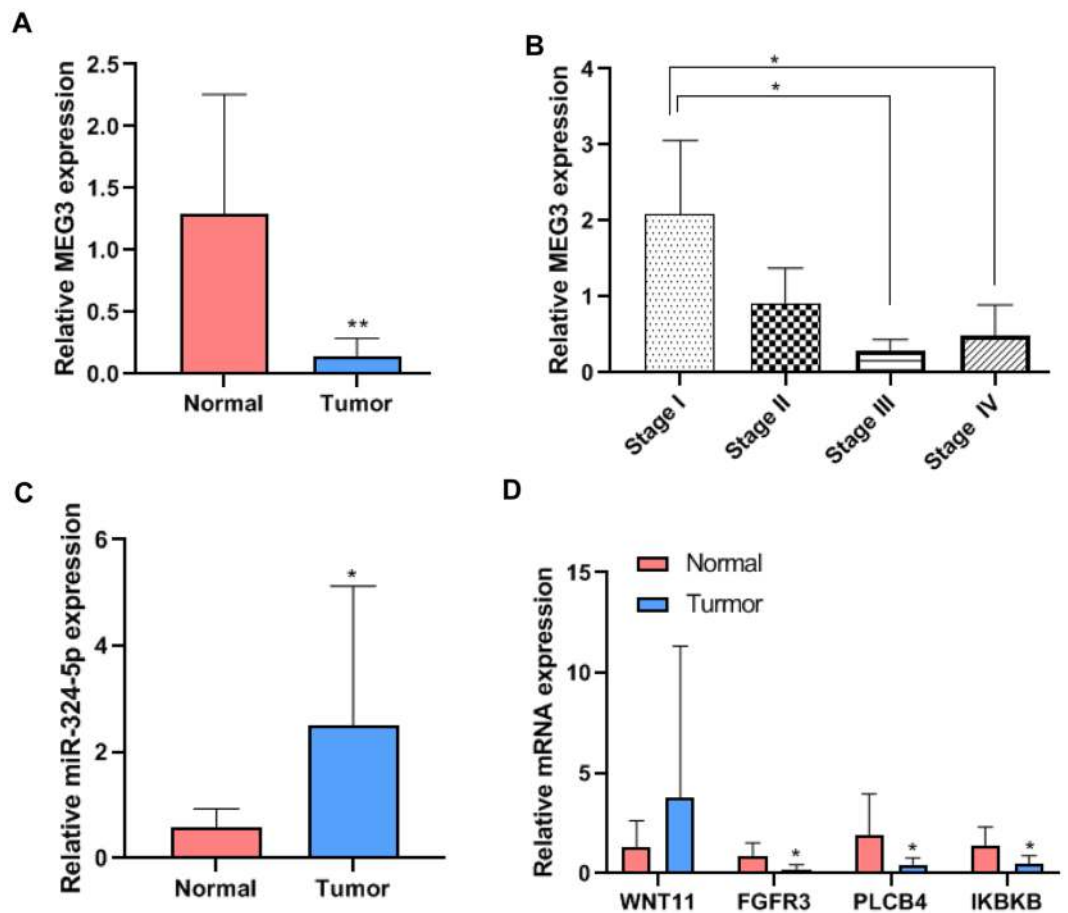 A
Relative MEG3 expression
2.5
2.0
1.5
1.0
0.5
0.0
**
Normal
Tumor
B
Relative MEG3 expression
4
3
2
1
0
*
*
Stage I
Stage II
Stage III
Stage IV
C
Relative miR-324-5p expression
6
4
2
0
*
Normal
Tumor
D
Relative mRNA expression
15
10
5
0
Normal
Turmor
*
*
*
WNT11
FGFR3
PLCB4
IKBKB